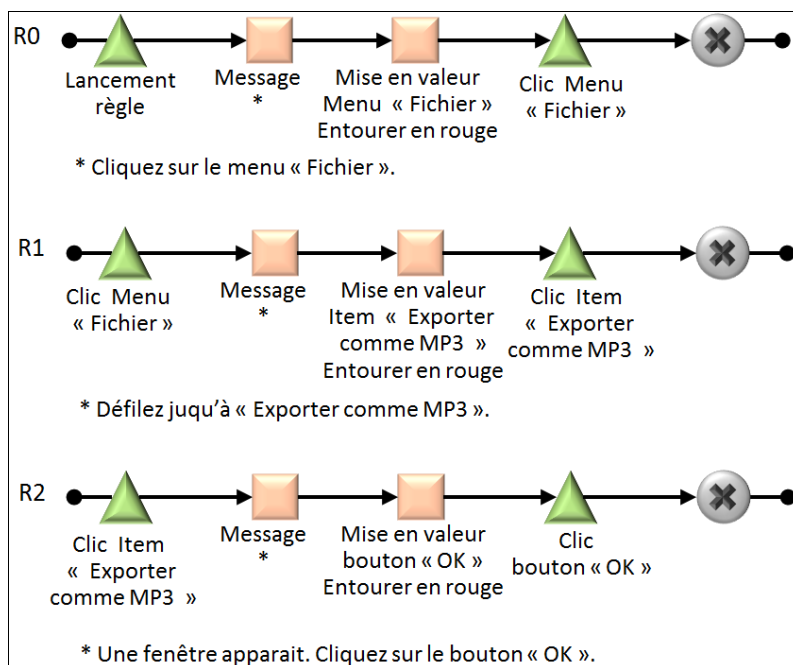 R0
Lancement
règle
Message
*
Mise en valeur
Menu « Fichier »
Entourer en rouge
Clic Menu
« Fichier »
* Cliquez sur le menu « Fichier ».
R1
Clic Menu
« Fichier »
Message
*
Mise en valeur
Item « Exporter
comme MP3 »
Entourer en rouge
Clic Item
« Exporter
comme MP3 »
* Défilez juqu’à « Exporter comme MP3 ».
R2
Clic Item
« Exporter
comme MP3 »
Message
*
Mise en valeur
bouton « OK »
Entourer en rouge
Clic
bouton « OK »
* Une fenêtre apparait. Cliquez sur le bouton « OK ».